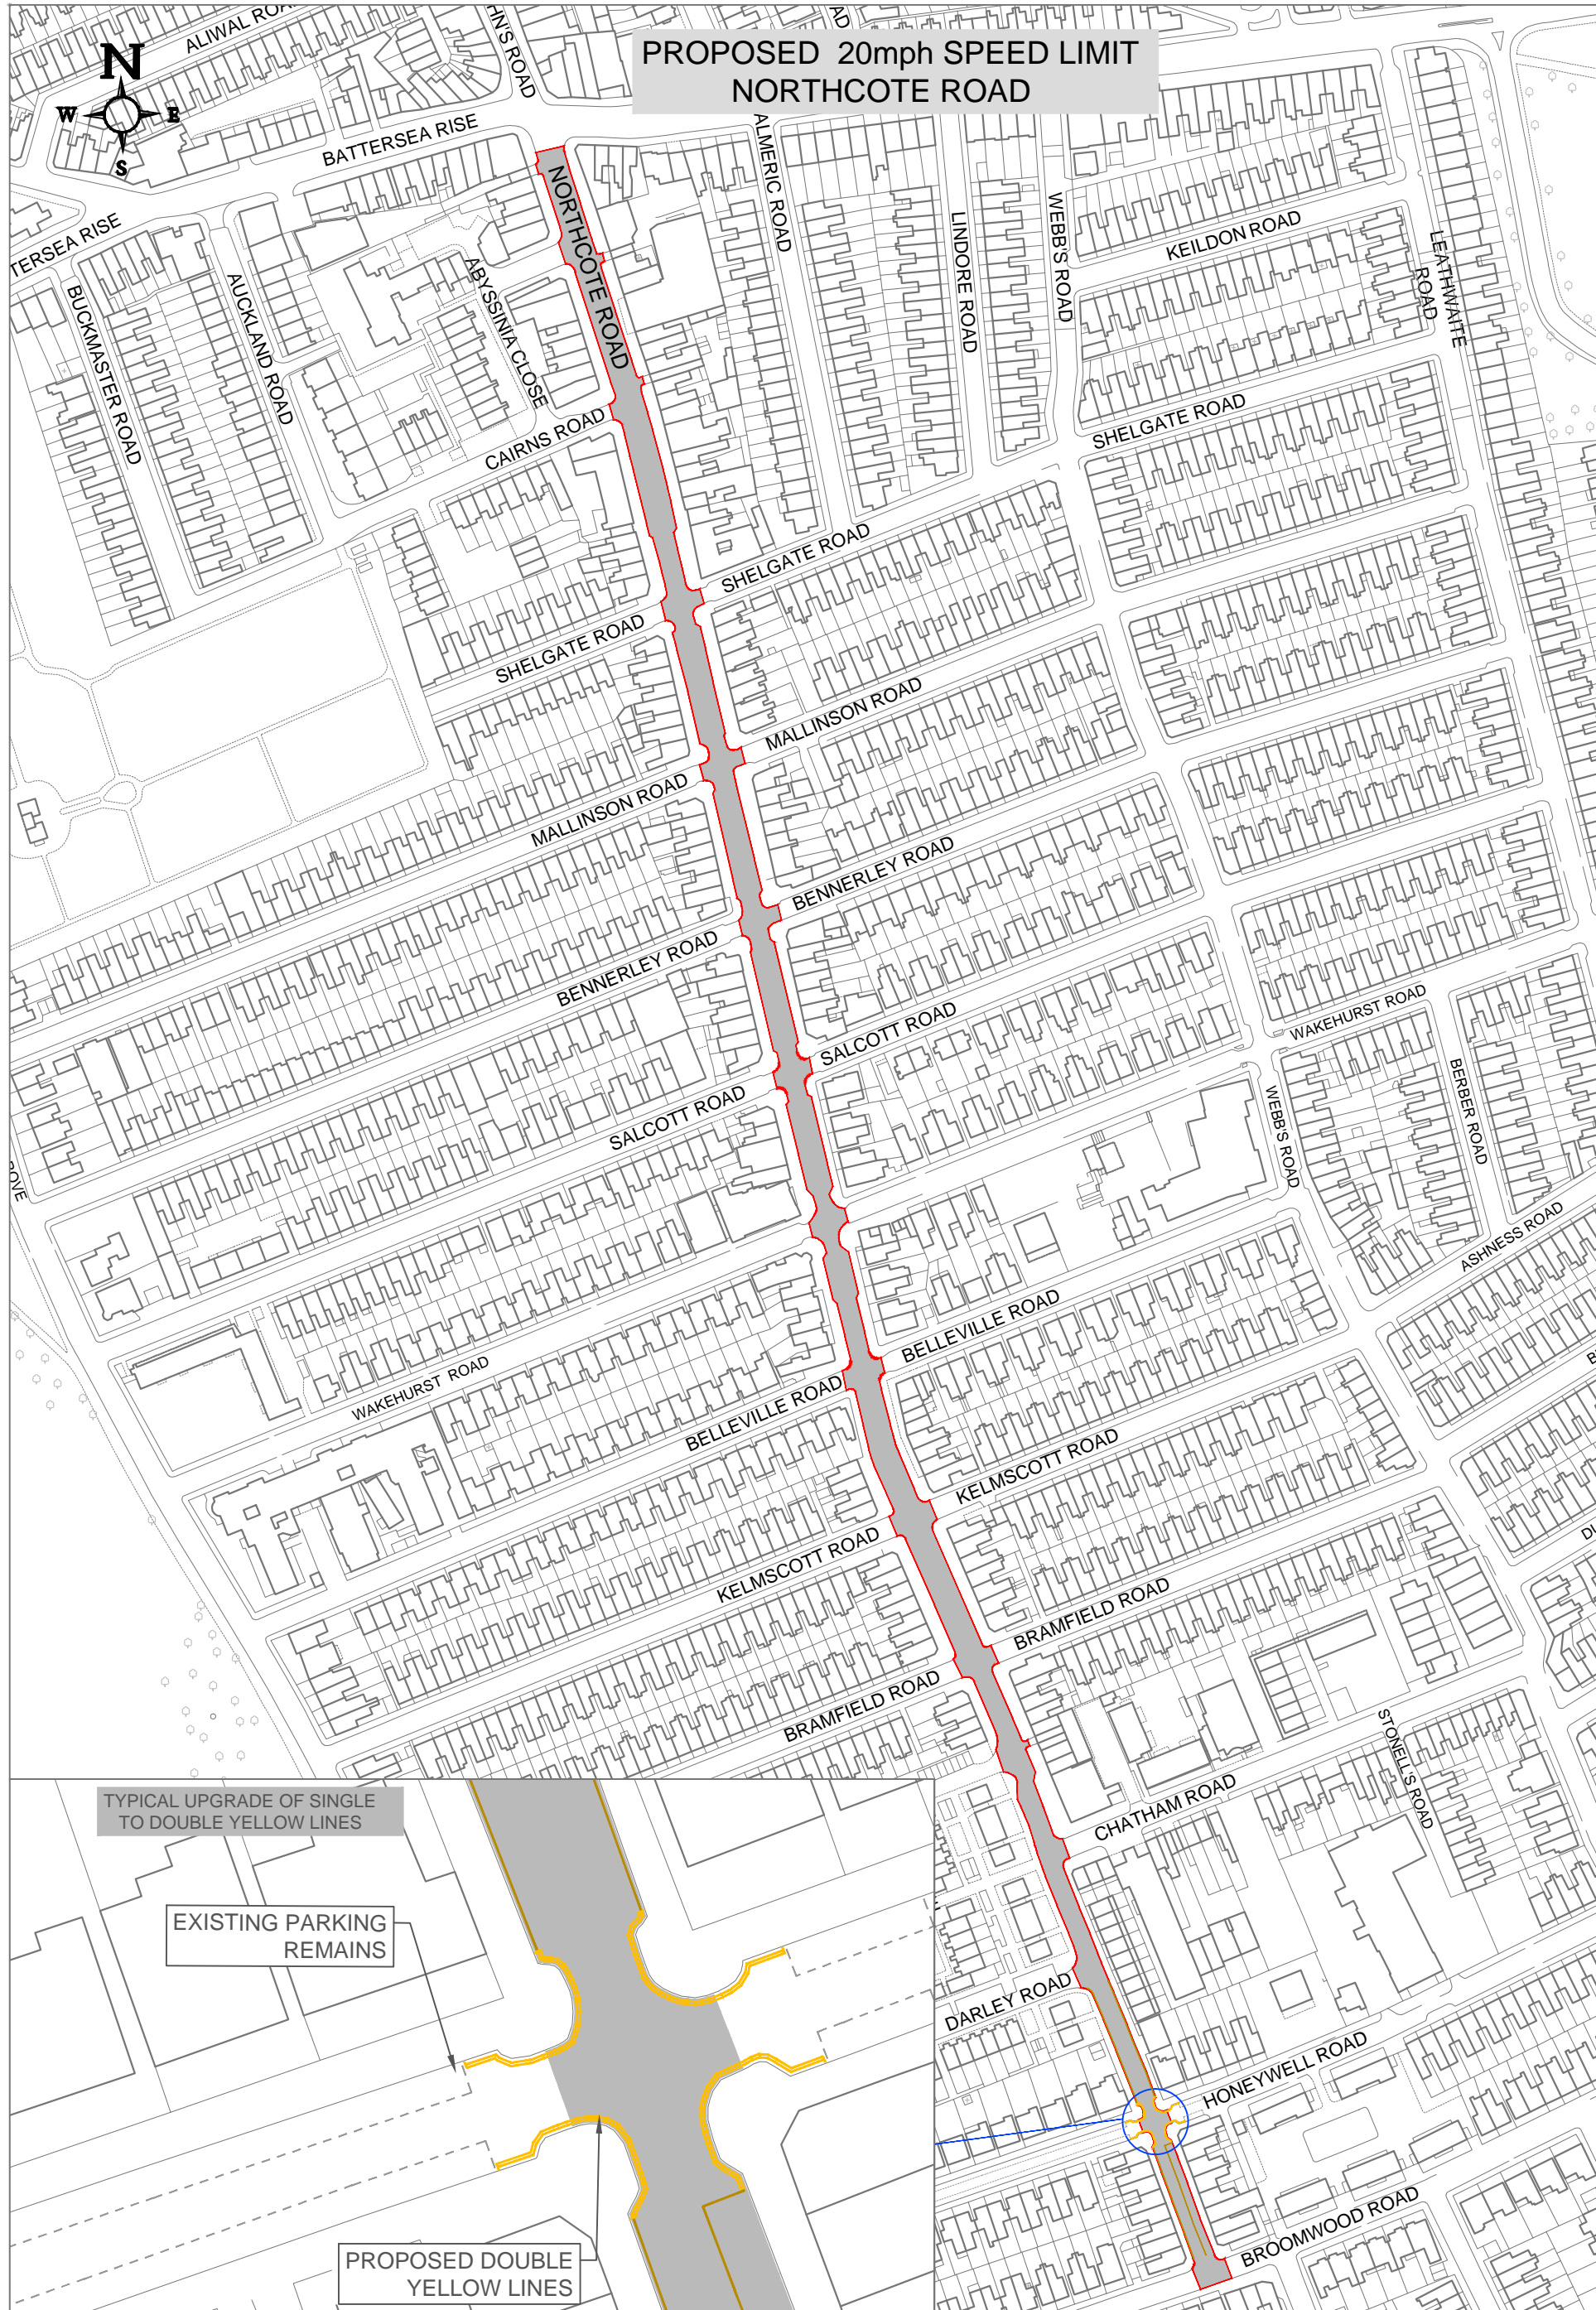 PROPOSED 20mph SPEED LIMIT
NORTHCOTE ROAD
N
W
E
S
BATTERSEA RISE
TERSEA RISE
BUCKMASTER ROAD
AUCKLAND ROAD
ABYSSINIA CLOSE
NORTHCOTE ROAD
ALMERIC ROAD
LINDORE ROAD
WEBB'S ROAD
KEILDON ROAD
LEATHWAITE
ROAD
CAIRNS ROAD
SHELGATE ROAD
SHELGATE ROAD
SHELGATE ROAD
MALLINSON ROAD
MALLINSON ROAD
BENNERLEY ROAD
BENNERLEY ROAD
SALCOTT ROAD
SALCOTT ROAD
WAKEHURST ROAD
BERBER ROAD
WEBB'S ROAD
ASHNESS ROAD
BELLEVILLE ROAD
WAKEHURST ROAD
BELLEVILLE ROAD
KELMSCOTT ROAD
KELMSCOTT ROAD
BRAMFIELD ROAD
BRAMFIELD ROAD
STONELL'S ROAD
CHATHAM ROAD
DARLEY ROAD
HONEYWELL ROAD
BROOMWOOD ROAD
TYPICAL UPGRADE OF SINGLE
TO DOUBLE YELLOW LINES
EXISTING PARKING
REMAINS
PROPOSED DOUBLE
YELLOW LINES